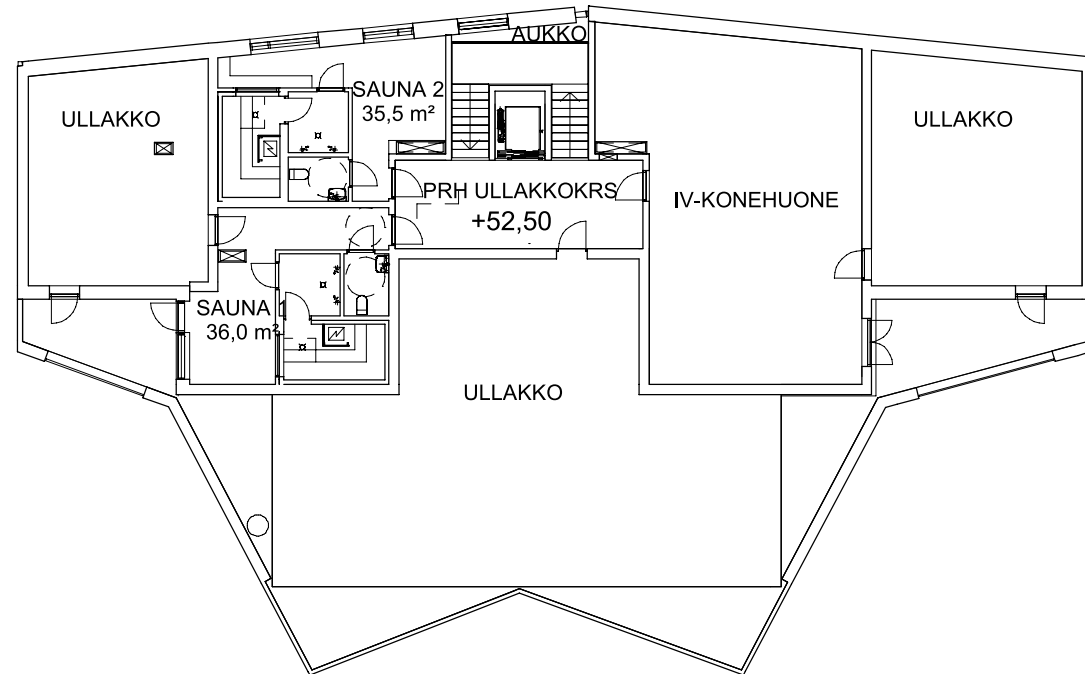 AUKKO
SAUNA 2
35,5 m²
ULLAKKO
ULLAKKO
PRH ULLAKKOKRS
+52,50
IV-KONEHUONE
SAUNA
36,0 m²
ULLAKKO